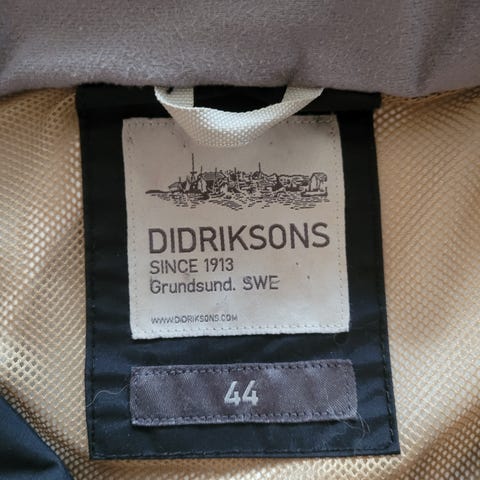 DIDRIKSONS
SINCE 1913
Grundsund. SWE
WWW.DIDRIKSONS.COM
44